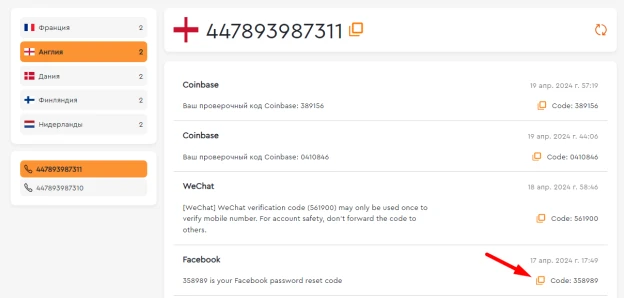 Франция 2
Англия 2
Дания 2
Финляндия 2
Нидерланды 2
447893987311
447893987310
447893987311
Coinbase 19 апр. 2024 г. 57:19
Ваш проверочный код Coinbase: 389156 Code: 389156
Coinbase 19 апр. 2024 г. 44:06
Ваш проверочный код Coinbase: 0410846 Code: 0410846
WeChat 18 апр. 2024 г. 58:46
[WeChat] WeChat verification code (561900) may only be used once to
verify mobile number. For account safety, don't forward the code to
others.
Code: 561900
Facebook 17 апр. 2024 г. 17:49
358989 is your Facebook password reset code Code: 358989